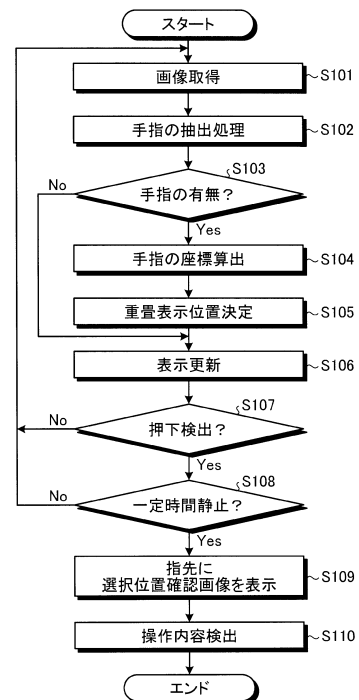 スタート
画像取得
S101
手指の抽出処理
S102
S103
No
手指の有無？
Yes
手指の座標算出
S104
重畳表示位置決定
S105
表示更新
S106
S107
No
押下検出？
Yes
S108
No
一定時間静止？
Yes
指先に
選択位置確認画像を表示
S109
操作内容検出
S110
エンド